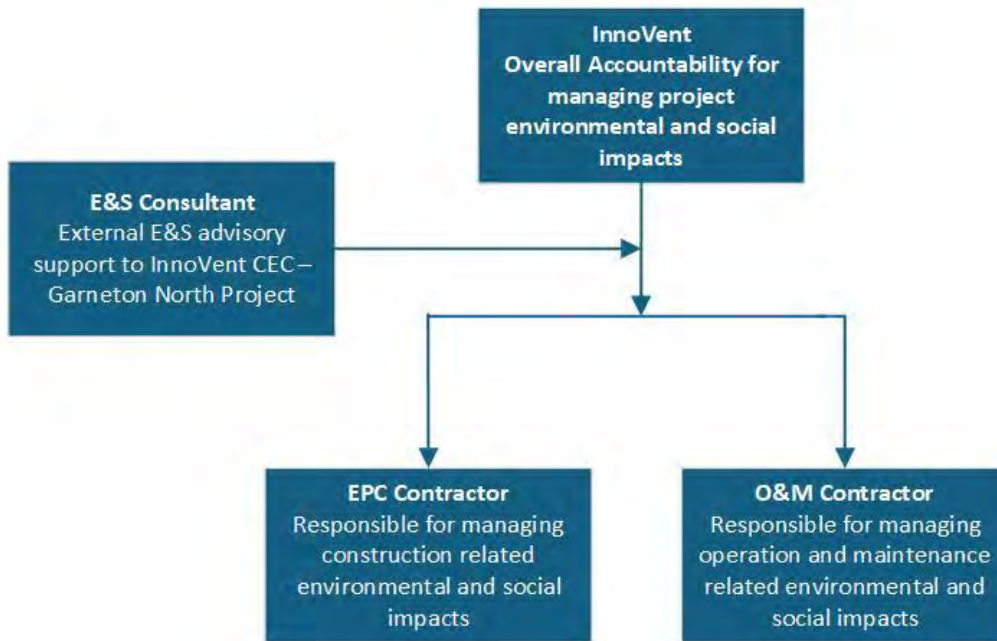 InnoVent
Overall Accountability for
managing project
environmental and social
impacts
E&S Consultant
External E&S advisory
support to InnoVent CEC –
Garneton North Project
EPC Contractor
Responsible for managing
construction related
environmental and social
impacts
O&M Contractor
Responsible for managing
operation and maintenance
related environmental and
social impacts